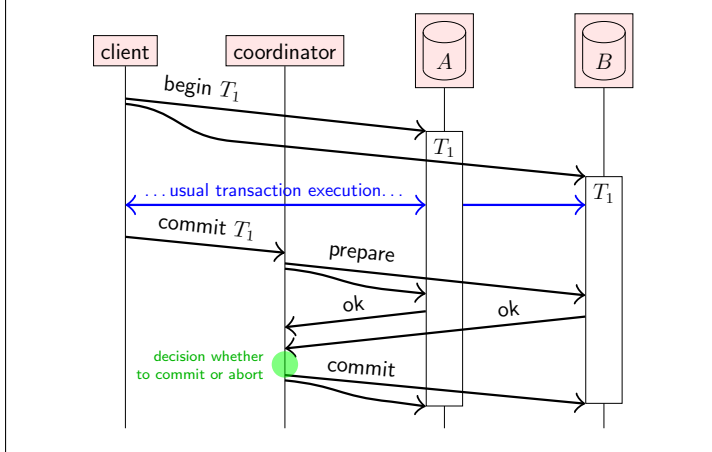 client
coordinator
A
B
begin T₁
T₁
T₁
...usual transaction execution...
commit T₁
prepare
ok
ok
decision whether
to commit or abort
commit